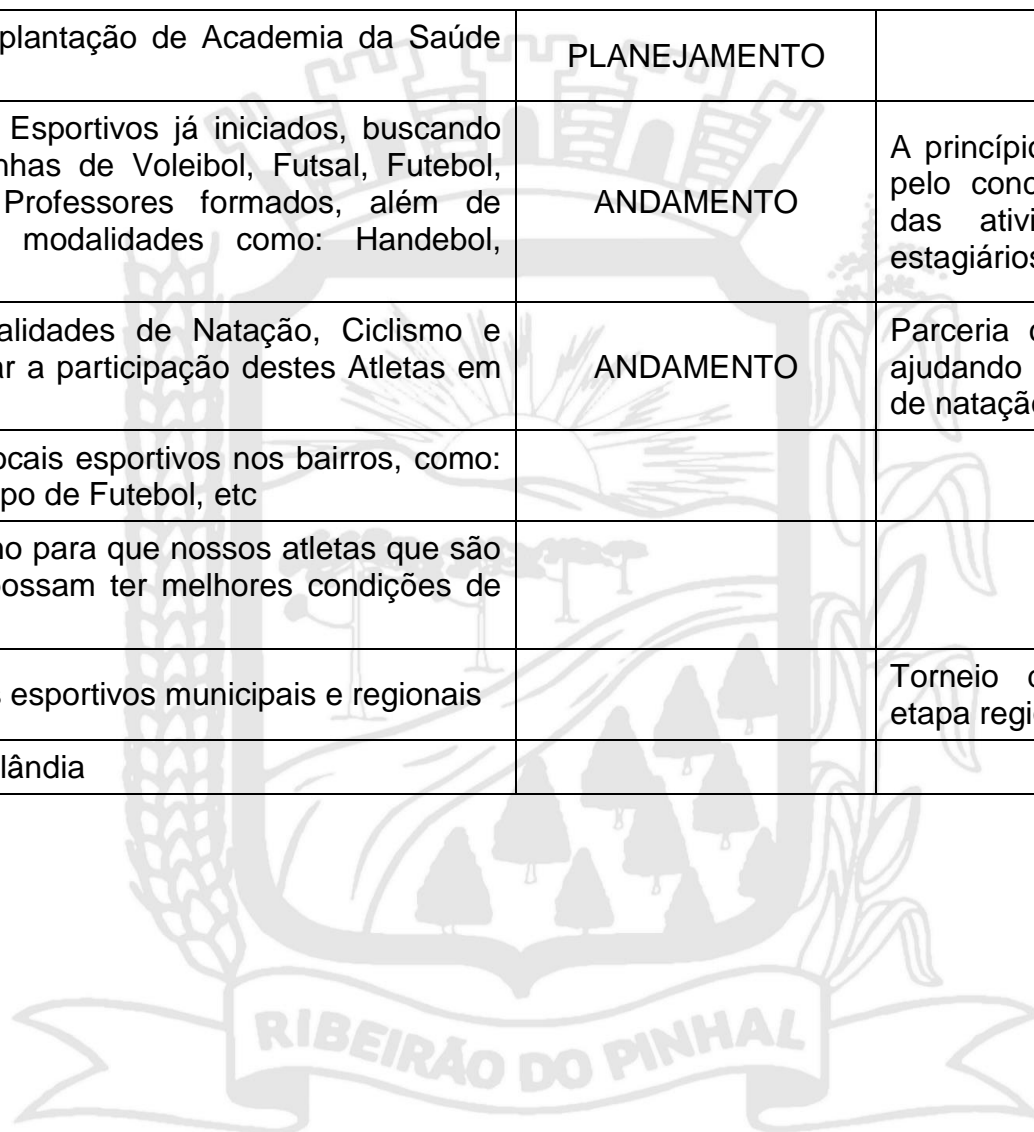 plantação de Academia da Saúde
PLANEJAMENTO
Esportivos já iniciados, buscando
nhas de Voleibol, Futsal, Futebol,
Professores formados, além de
modalidades como: Handebol,
ANDAMENTO
A princípio
pelo conc
das ativi
estagiários
alidades de Natação, Ciclismo e
ar a participação destes Atletas em
ANDAMENTO
Parceria
ajudando
de natação
ocais esportivos nos bairros, como:
po de Futebol, etc
no para que nossos atletas que são
possam ter melhores condições de
esportivos municipais e regionais
Torneio
etapa regi
lândia
RIBEIRÃO DO PINHAL